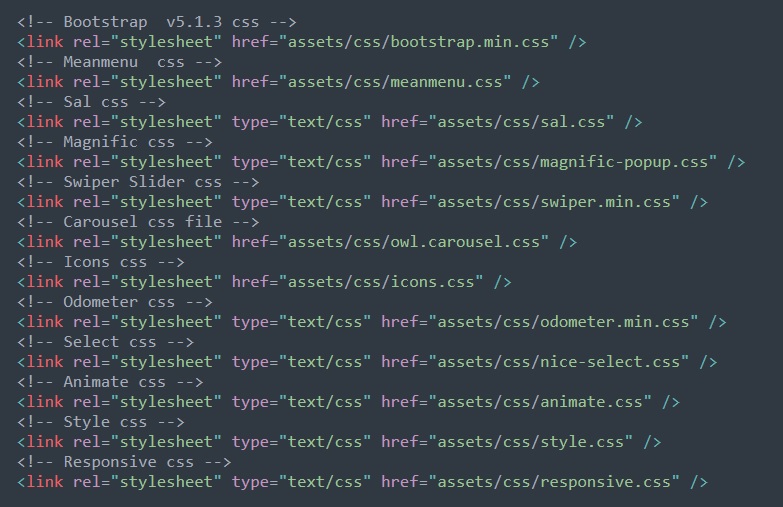 <!-- Bootstrap  v5.1.3 css -->
<link rel="stylesheet" href="assets/css/bootstrap.min.css" />
<!-- Meanmenu  css -->
<link rel="stylesheet" href="assets/css/meanmenu.css" />
<!-- Sal css -->
<link rel="stylesheet" type="text/css" href="assets/css/sal.css" />
<!-- Magnific css -->
<link rel="stylesheet" type="text/css" href="assets/css/magnific-popup.css" />
<!-- Swiper Slider css -->
<link rel="stylesheet" type="text/css" href="assets/css/swiper.min.css" />
<!-- Carousel css file -->
<link rel="stylesheet" href="assets/css/owl.carousel.css" />
<!-- Icons css -->
<link rel="stylesheet" href="assets/css/icons.css" />
<!-- Odometer css -->
<link rel="stylesheet" type="text/css" href="assets/css/odometer.min.css" />
<!-- Select css -->
<link rel="stylesheet" type="text/css" href="assets/css/nice-select.css" />
<!-- Animate css -->
<link rel="stylesheet" type="text/css" href="assets/css/animate.css" />
<!-- Style css -->
<link rel="stylesheet" type="text/css" href="assets/css/style.css" />
<!-- Responsive css -->
<link rel="stylesheet" type="text/css" href="assets/css/responsive.css" />